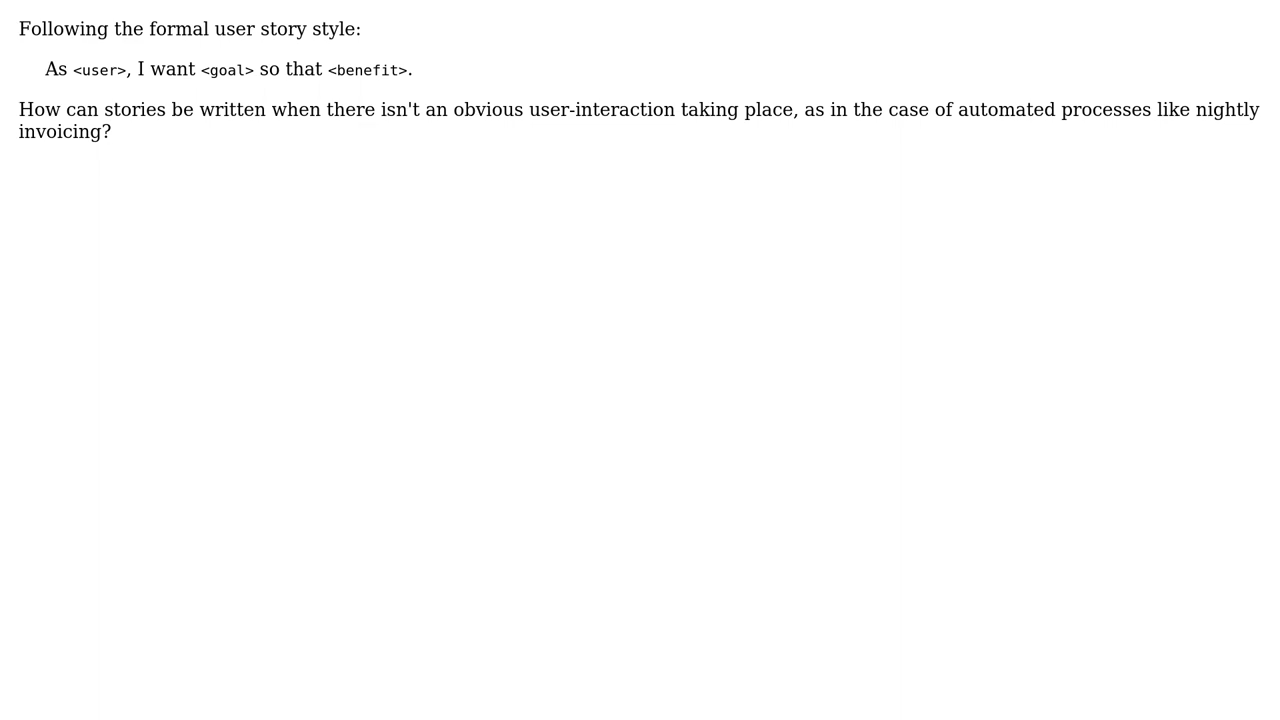 Following the formal user story style:
As <user>, I want <goal> so that <benefit>.
How can stories be written when there isn't an obvious user-interaction taking place, as in the case of automated processes like nightly
invoicing?